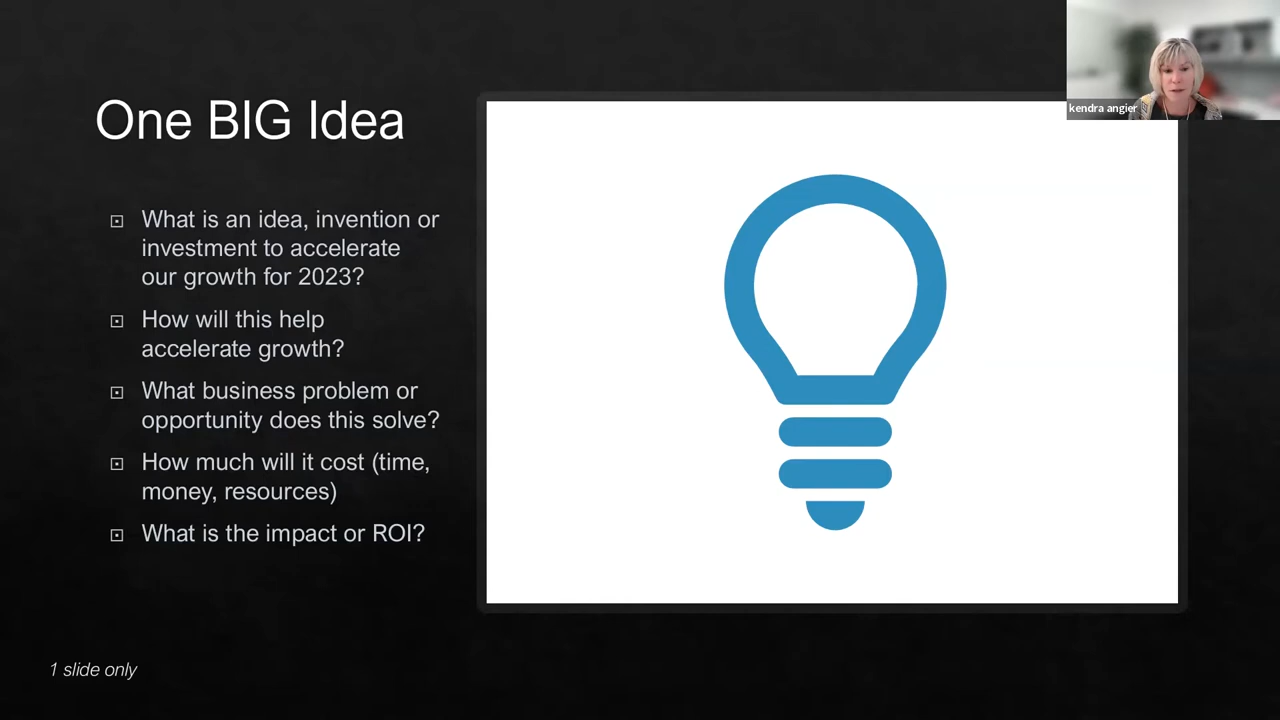 One BIG Idea
What is an idea, invention or
investment to accelerate
our growth for 2023?
How will this help
accelerate growth?
What business problem or
opportunity does this solve?
How much will it cost (time,
money, resources)
What is the impact or ROI?
1 slide only
kendra angier